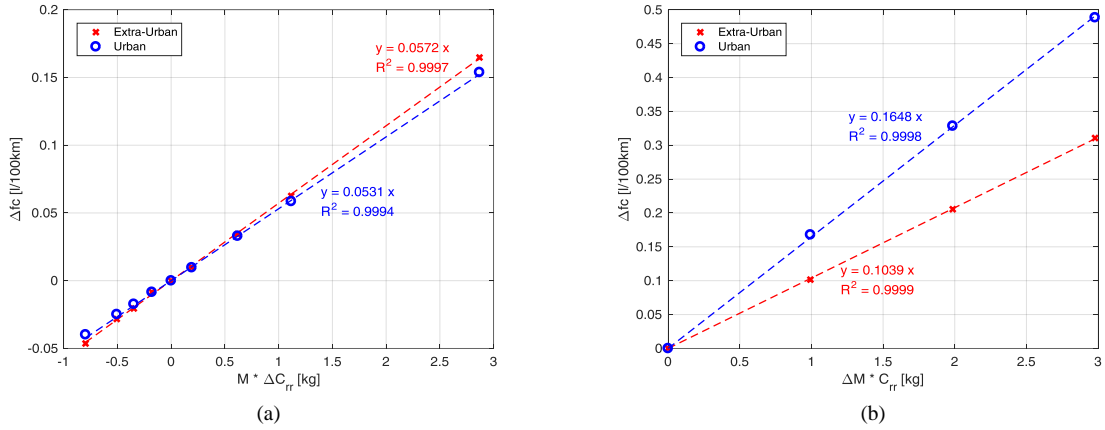 0.2
0.15
0.1
0.05
0
-0.05
Δfc [l/100km]
Extra-Urban
Urban
y = 0.0572 x
R² = 0.9997
y = 0.0531 x
R² = 0.9994
-1 -0.5 0 0.5 1 1.5 2 2.5 3
M * ΔC_rr [kg]
(a)
0.5
0.45
0.4
0.35
0.3
0.25
0.2
0.15
0.1
0.05
0
Δfc [l/100km]
Extra-Urban
Urban
y = 0.1648 x
R² = 0.9998
y = 0.1039 x
R² = 0.9999
0 0.5 1 1.5 2 2.5 3
ΔM * C_rr [kg]
(b)